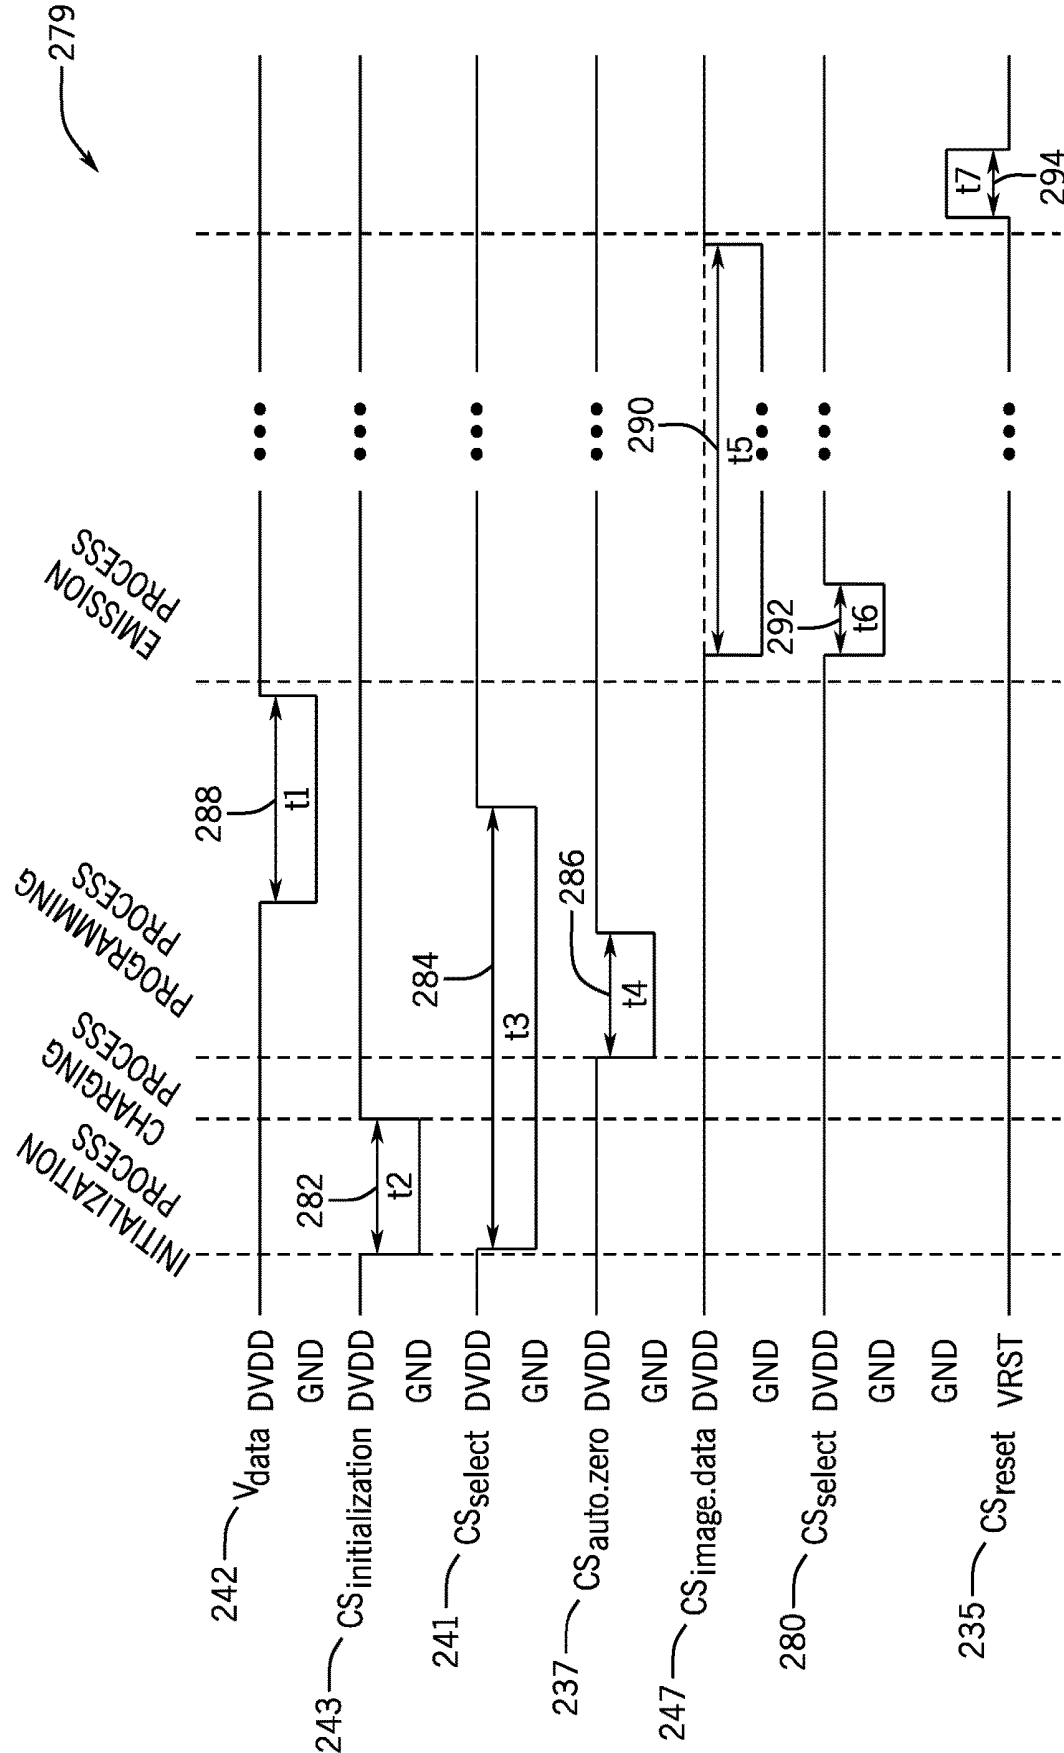 279
INITIALIZATION
PROCESS
CHARGING
PROCESS
PROGRAMMING
PROCESS
EMISSION
PROCESS
242
Vdata DVDD
GND
288
t1
243
CSinitialization DVDD
GND
282
t2
241
CSselect DVDD
GND
284
t3
237
CSauto.zero DVDD
GND
286
t4
247
CSimage.data DVDD
GND
290
t5
280
CSselect DVDD
GND
292
t6
235
GND
CSreset VRST
t7
294